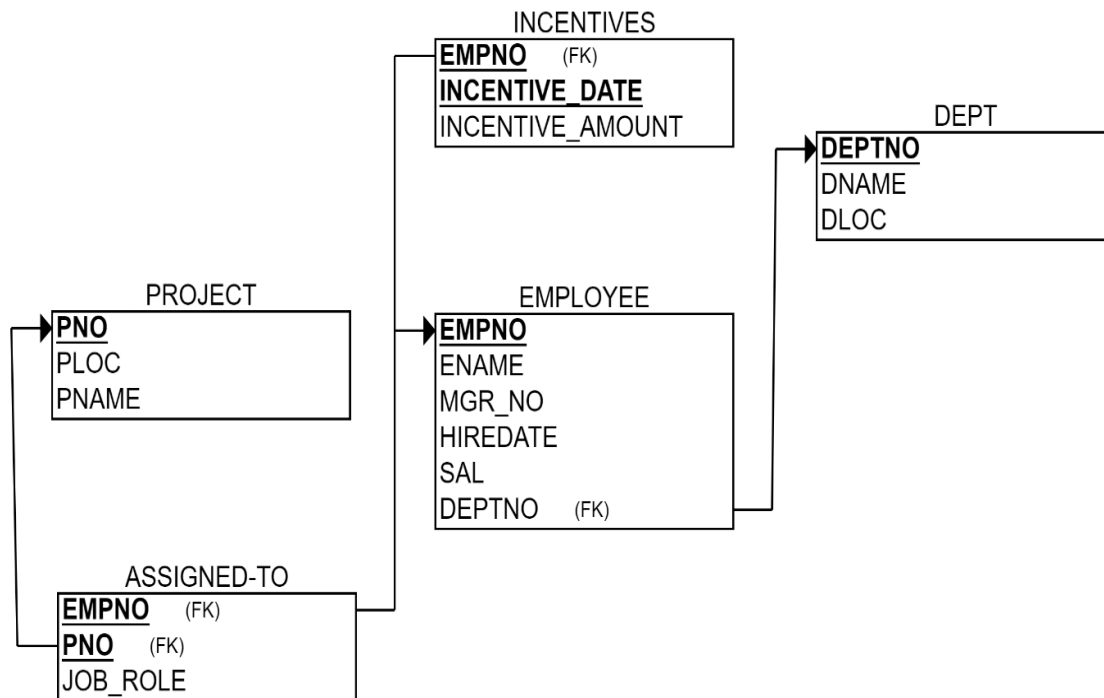 INCENTIVES
EMPNO (FK)
INCENTIVE_DATE
INCENTIVE_AMOUNT
DEPT
DEPTNO
DNAME
DLOC
PROJECT
PNO
PLOC
PNAME
EMPLOYEE
EMPNO
ENAME
MGR_NO
HIREDATE
SAL
DEPTNO (FK)
ASSIGNED-TO
EMPNO (FK)
PNO (FK)
JOB_ROLE